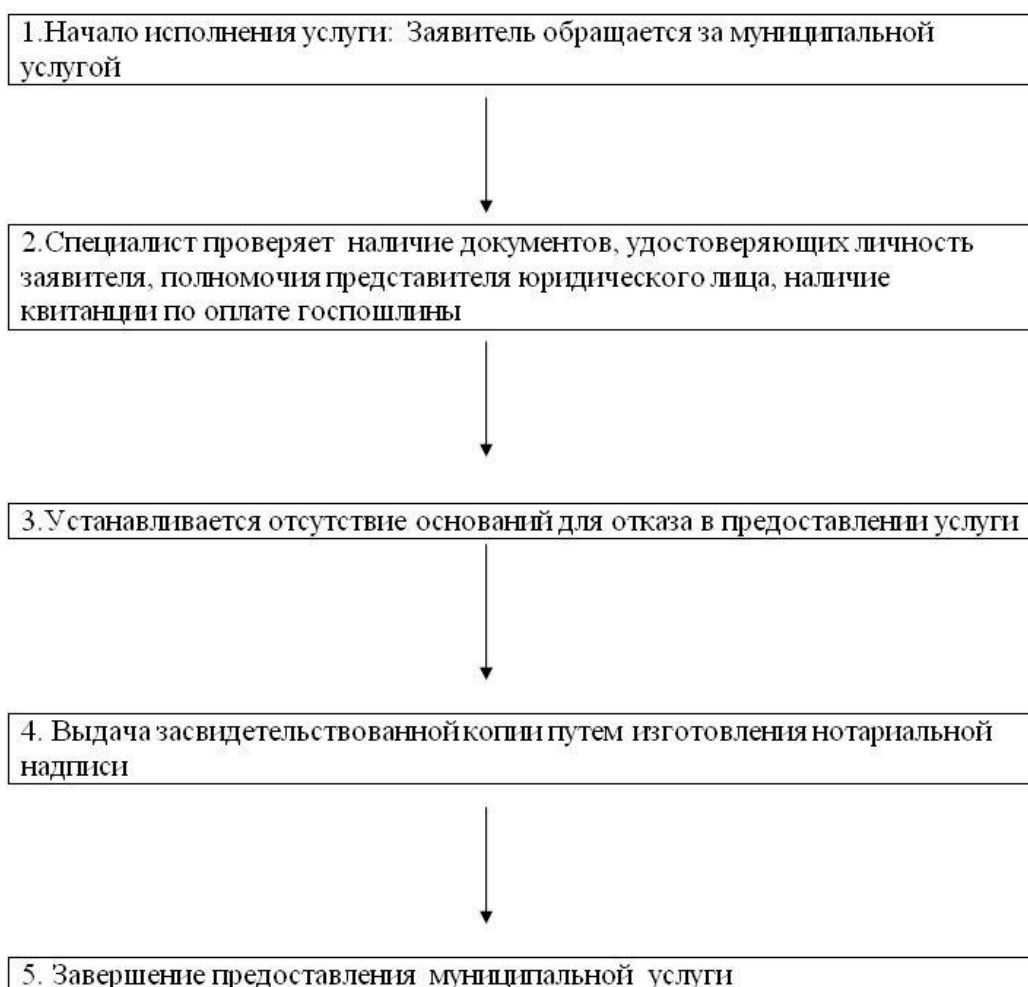 1.Начало исполнения услуги: Заявитель обращается за муниципальной
услугой
2.Специалист проверяет наличие документов, удостоверяющих личность
заявителя, полномочия представителя юридического лица, наличие
квитанции по оплате госпошлины
3.Устанавливается отсутствие оснований для отказа в предоставлении услуги
4. Выдача засвидетельствованной копии путем изготовления нотариальной
надписи
5. Завершение предоставления муниципальной услуги